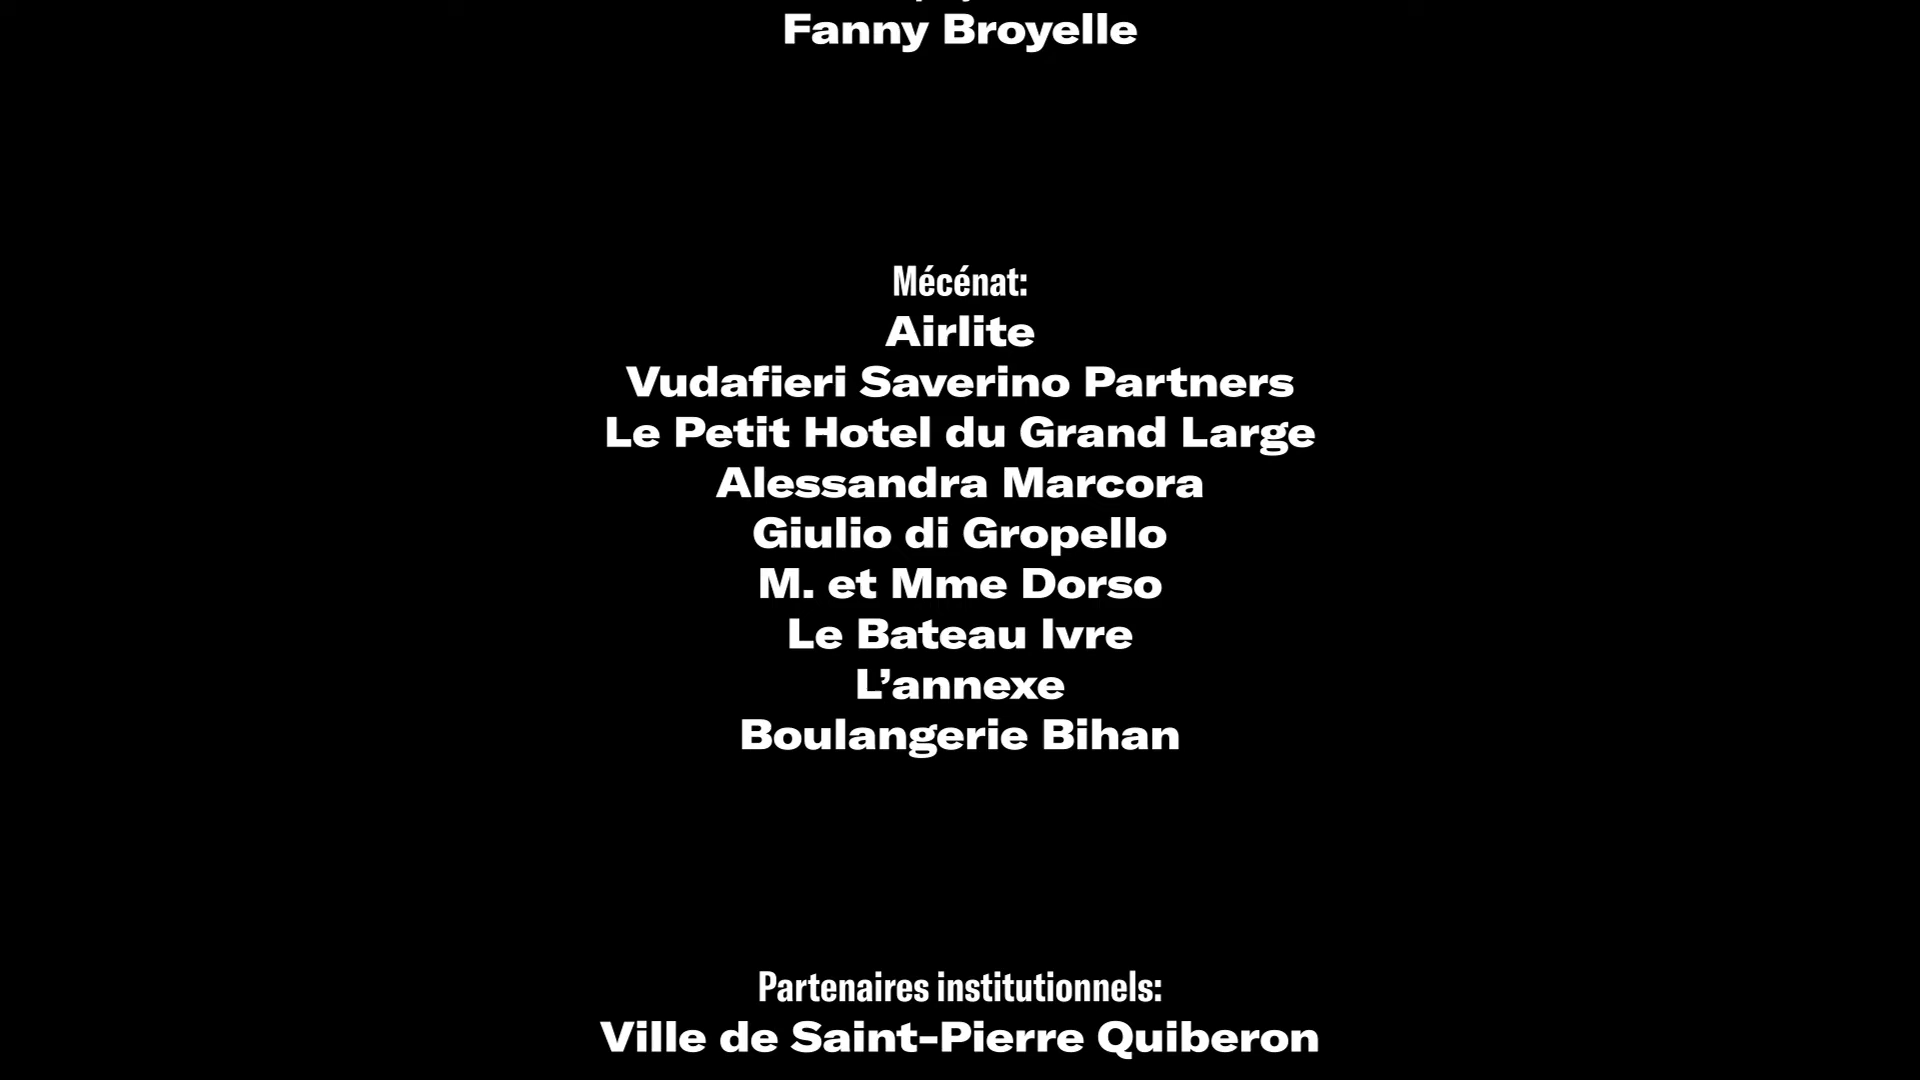 Fanny Broyelle
Mécénat:
Airlite
Vudafieri Saverino Partners
Le Petit Hotel du Grand Large
Alessandra Marcora
Giulio di Gropello
M. et Mme Dorso
Le Bateau Ivre
L’annexe
Boulangerie Bihan
Partenaires institutionnels:
Ville de Saint-Pierre Quiberon